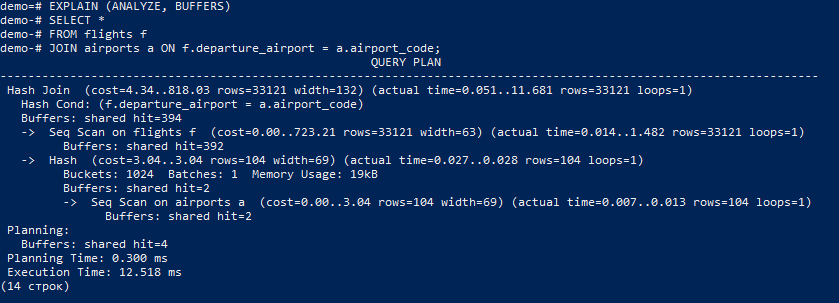 demo=# EXPLAIN (ANALYZE, BUFFERS)
demo-# SELECT *
demo-# FROM flights f
demo-# JOIN airports a ON f.departure_airport = a.airport_code;
QUERY PLAN
-----------------------------------------------------------------------------------------------------------------------
Hash Join  (cost=4.34..818.03 rows=33121 width=132) (actual time=0.051..11.681 rows=33121 loops=1)
  Hash Cond: (f.departure_airport = a.airport_code)
  Buffers: shared hit=394
  ->  Seq Scan on flights f  (cost=0.00..723.21 rows=33121 width=63) (actual time=0.014..1.482 rows=33121 loops=1)
        Buffers: shared hit=392
  ->  Hash  (cost=3.04..3.04 rows=104 width=69) (actual time=0.027..0.028 rows=104 loops=1)
        Buckets: 1024  Batches: 1  Memory Usage: 19kB
        Buffers: shared hit=2
        ->  Seq Scan on airports a  (cost=0.00..3.04 rows=104 width=69) (actual time=0.007..0.013 rows=104 loops=1)
              Buffers: shared hit=2
Planning:
  Buffers: shared hit=4
Planning Time: 0.300 ms
Execution Time: 12.518 ms
(14 строк)